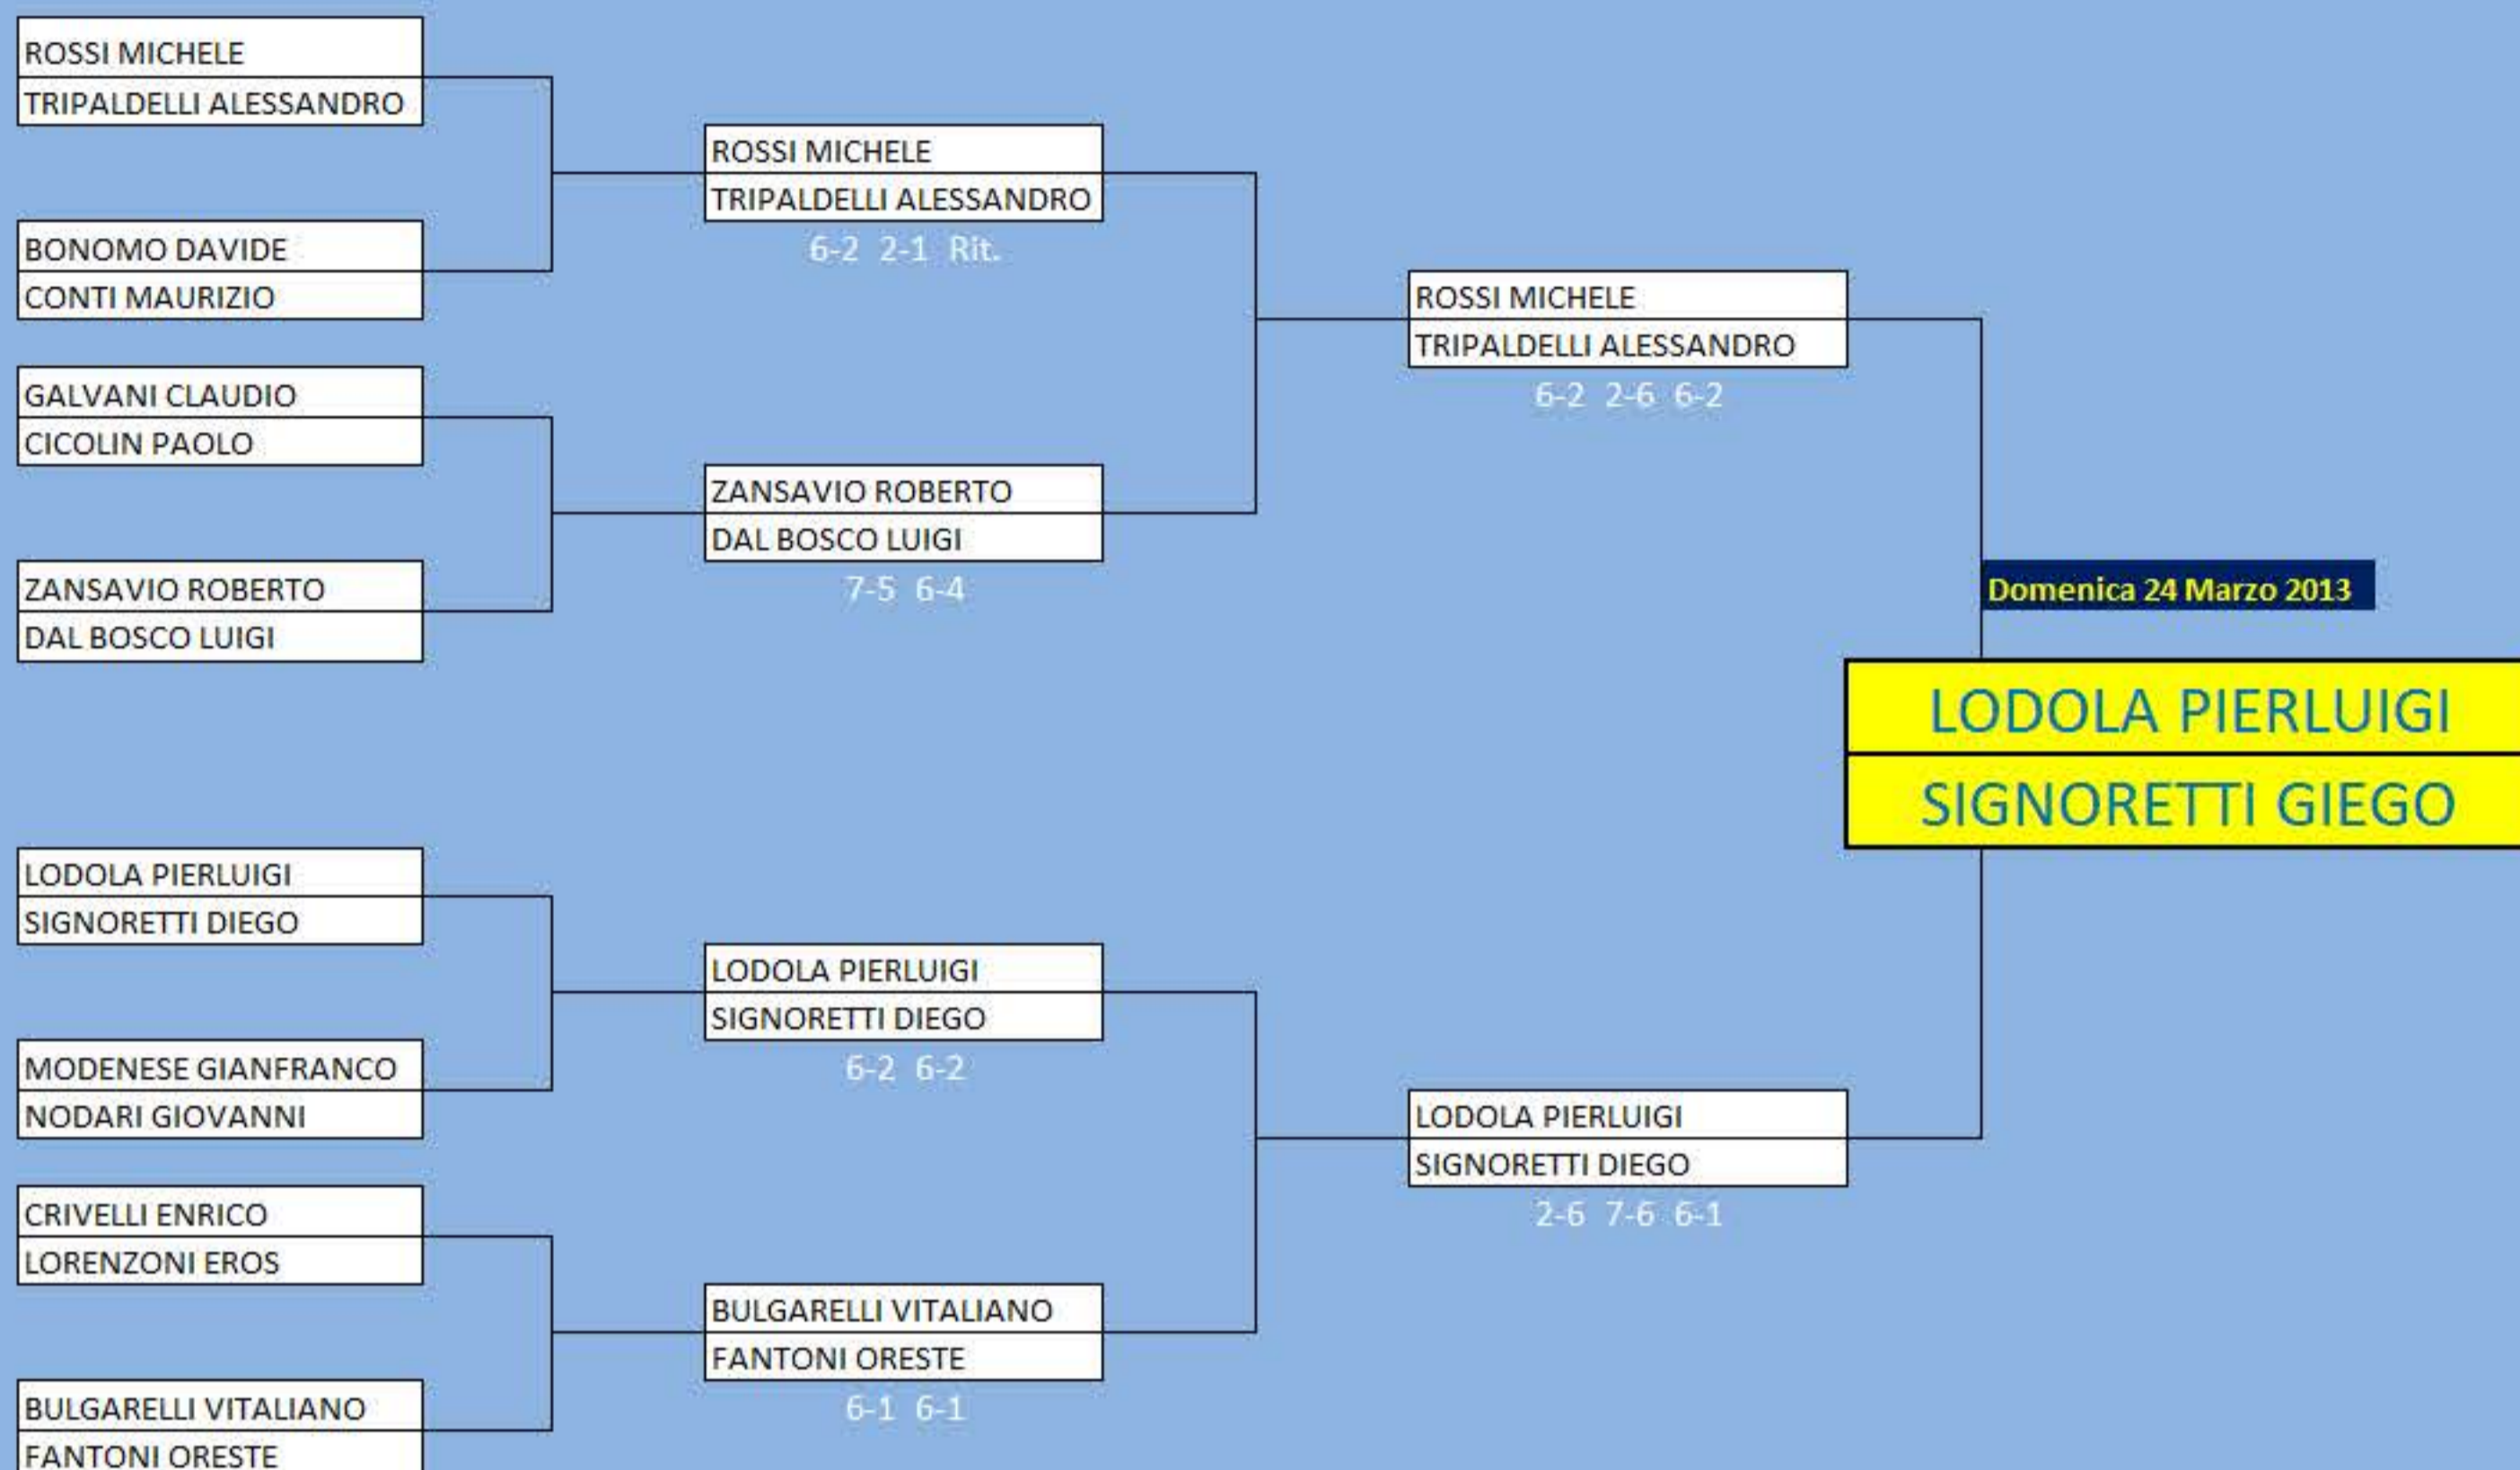 ROSSI MICHELE
TRIPALDELLI ALESSANDRO
BONOMO DAVIDE
CONTI MAURIZIO
GALVANI CLAUDIO
CICOLIN PAOLO
ZANSAVIO ROBERTO
DAL BOSCO LUIGI
LODOLA PIERLUIGI
SIGNORETTI DIEGO
MODENESE GIANFRANCO
NODARI GIOVANNI
CRIVELLI ENRICO
LORENZONI EROS
BULGARELLI VITALIANO
FANTONI ORESTE
ROSSI MICHELE
TRIPALDELLI ALESSANDRO
6-2 2-1 Rit.
ZANSAVIO ROBERTO
DAL BOSCO LUIGI
7-5 6-4
LODOLA PIERLUIGI
SIGNORETTI DIEGO
6-2 6-2
BULGARELLI VITALIANO
FANTONI ORESTE
6-1 6-1
ROSSI MICHELE
TRIPALDELLI ALESSANDRO
6-2 2-6 6-2
LODOLA PIERLUIGI
SIGNORETTI DIEGO
2-6 7-6 6-1
Domenica 24 Marzo 2013
LODOLA PIERLUIGI
SIGNORETTI GIEGO